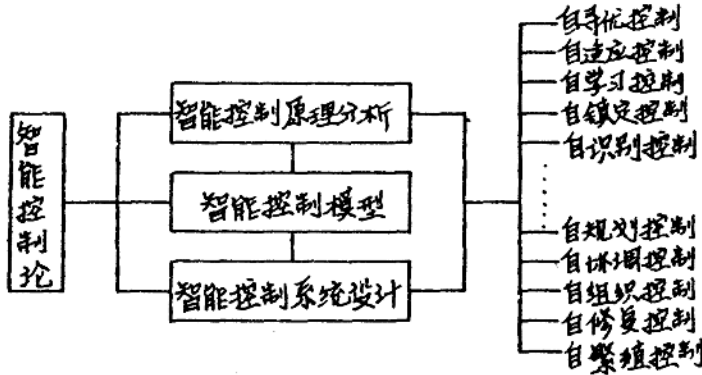 智能控制论
智能控制原理分析
智能控制模型
智能控制系统设计
自寻优控制
自适应控制
自学习控制
自镇定控制
自识别控制
自规划控制
自协调控制
自组织控制
自修复控制
自繁殖控制